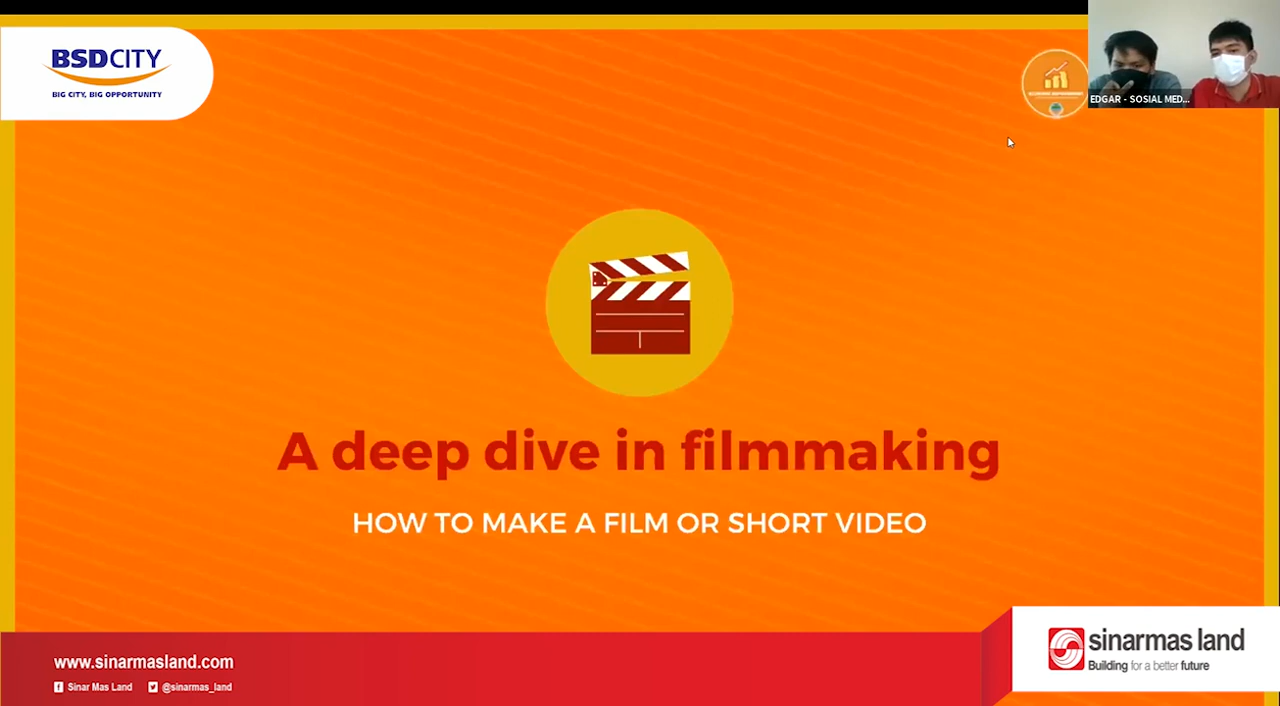 BSDCITY
BIG CITY, BIG OPPORTUNITY
EDGAR - SOSIAL MED...
A deep dive in filmmaking
HOW TO MAKE A FILM OR SHORT VIDEO
www.sinarmasland.com
Sinar Mas Land @sinarmas_land
sinarmas land
Building for a better future